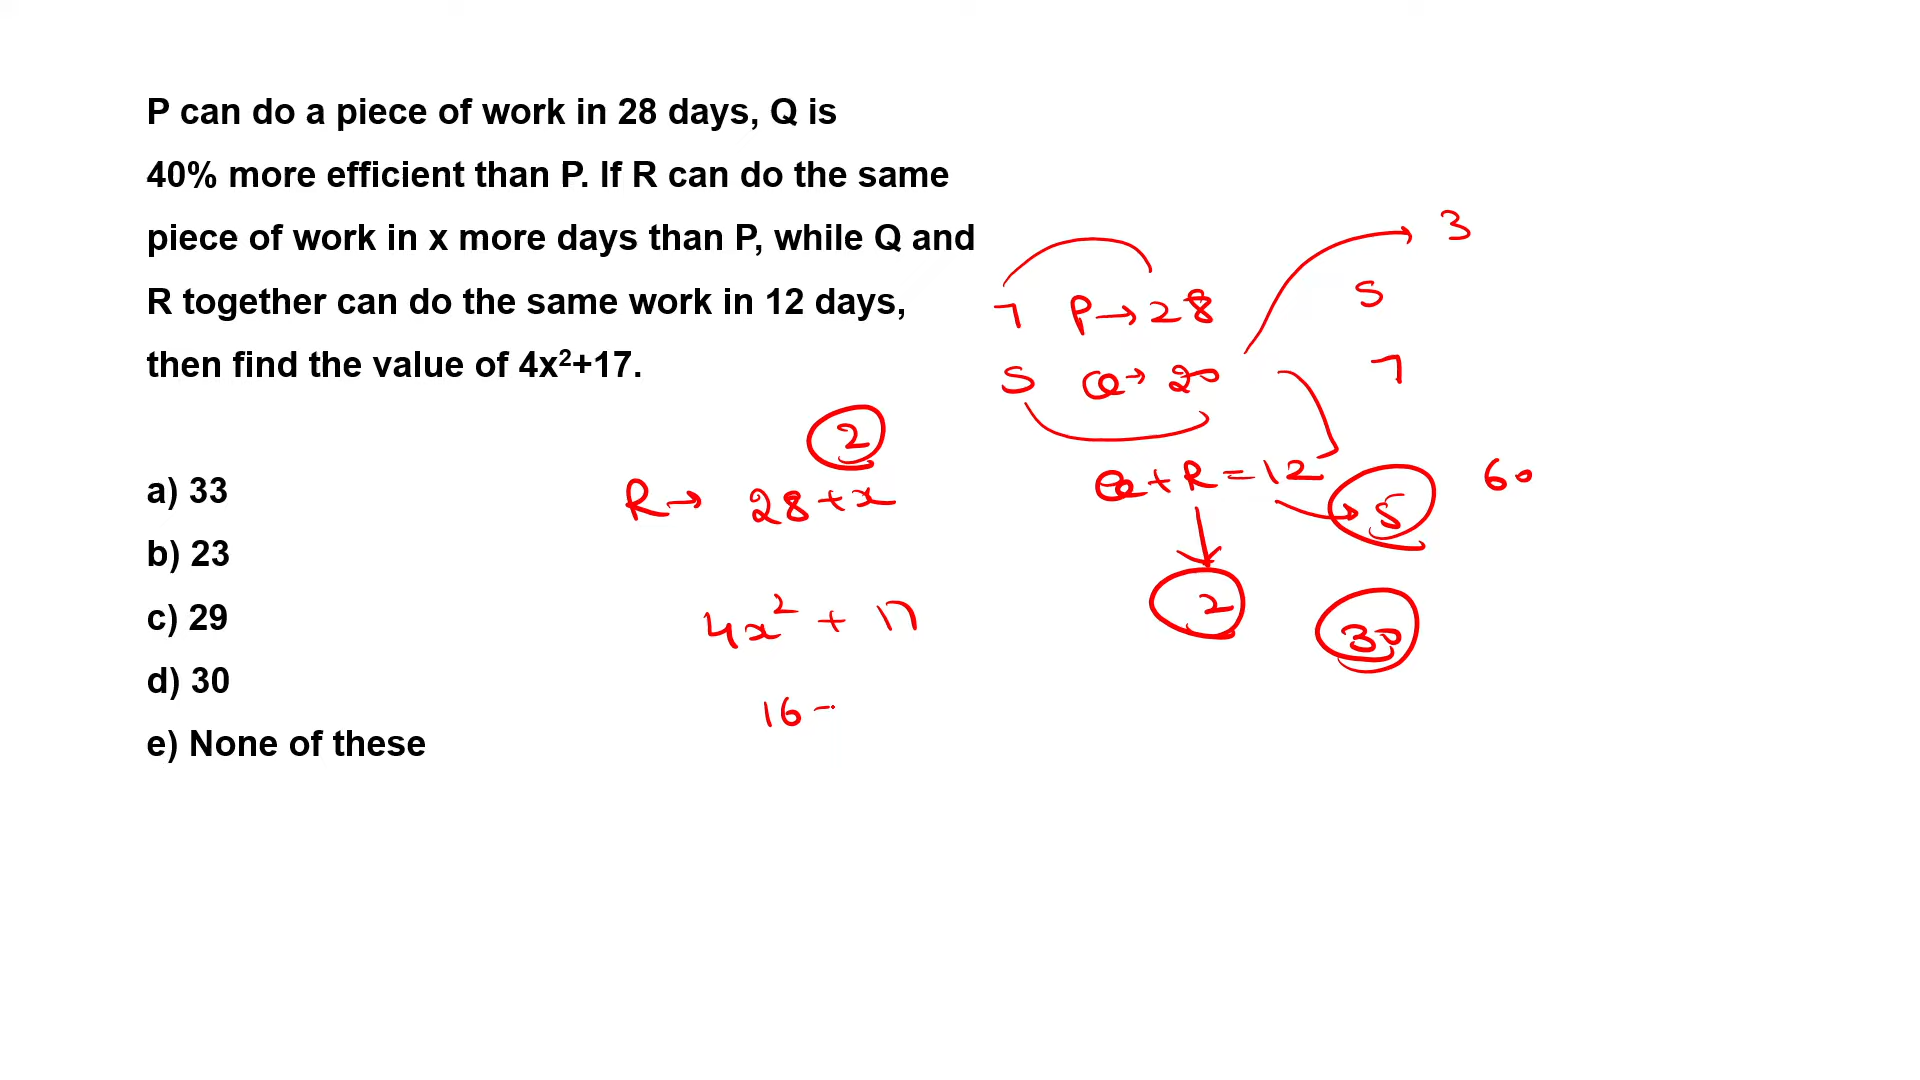 P can do a piece of work in 28 days, Q is
40% more efficient than P. If R can do the same
piece of work in x more days than P, while Q and
R together can do the same work in 12 days,
then find the value of 4x²+17.
a) 33
b) 23
c) 29
d) 30
e) None of these
2
R → 28+x
4x² + 17
16 -
3
5
7
7 P → 28
5 Q → 20
Q + R = 12
5
60
2
30